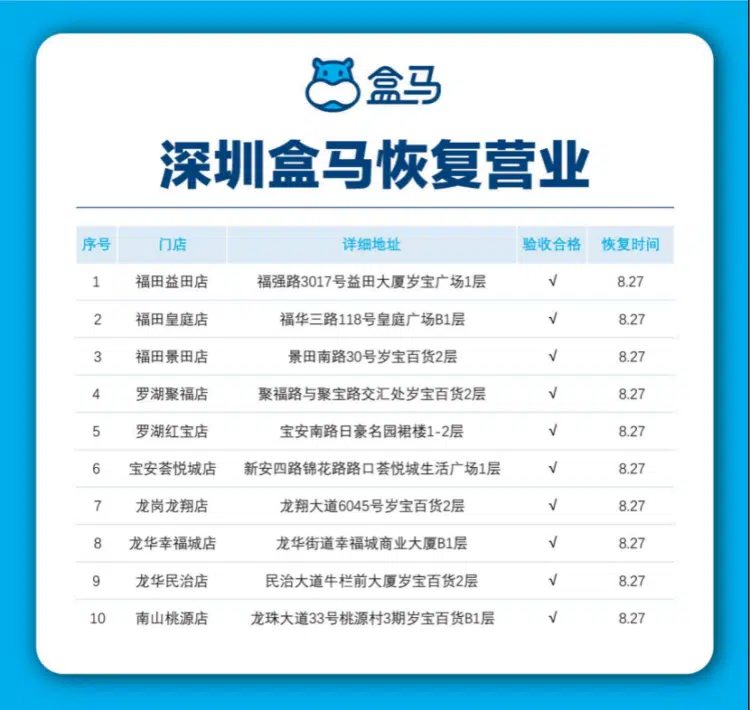 盒马
深圳盒马恢复营业
序号 门店 详细地址 验收合格 恢复时间
1 福田益田店 福强路3017号益田大厦岁宝广场1层 √ 8.27
2 福田皇庭店 福华三路118号皇庭广场B1层 √ 8.27
3 福田景田店 景田南路30号岁宝百货2层 √ 8.27
4 罗湖聚福店 聚福路与聚宝路交汇处岁宝百货2层 √ 8.27
5 罗湖红宝店 宝安南路日豪名园裙楼1-2层 √ 8.27
6 宝安荟悦城店 新安四路锦花路路口荟悦城生活广场1层 √ 8.27
7 龙岗龙翔店 龙翔大道6045号岁宝百货2层 √ 8.27
8 龙华幸福城店 龙华街道幸福城商业大厦B1层 √ 8.27
9 龙华民治店 民治大道牛栏前大厦岁宝百货2层 √ 8.27
10 南山桃源店 龙珠大道33号桃源村3期岁宝百货B1层 √ 8.27